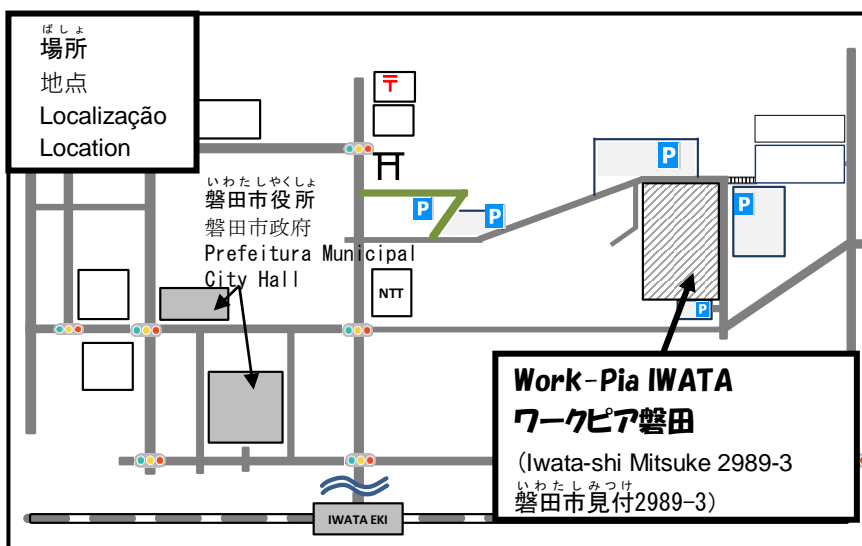 ばしょ
場所
地点
Localização
Location
〒
いわたしやくしょ
磐田市役所
磐田市政府
Prefeitura Municipal
City Hall
P
P
P
P
P
NTT
Work-Pia IWATA
ワークピア磐田
(Iwata-shi Mitsuke 2989-3
いわたしみつけ
磐田市見付2989-3)
IWATA EKI